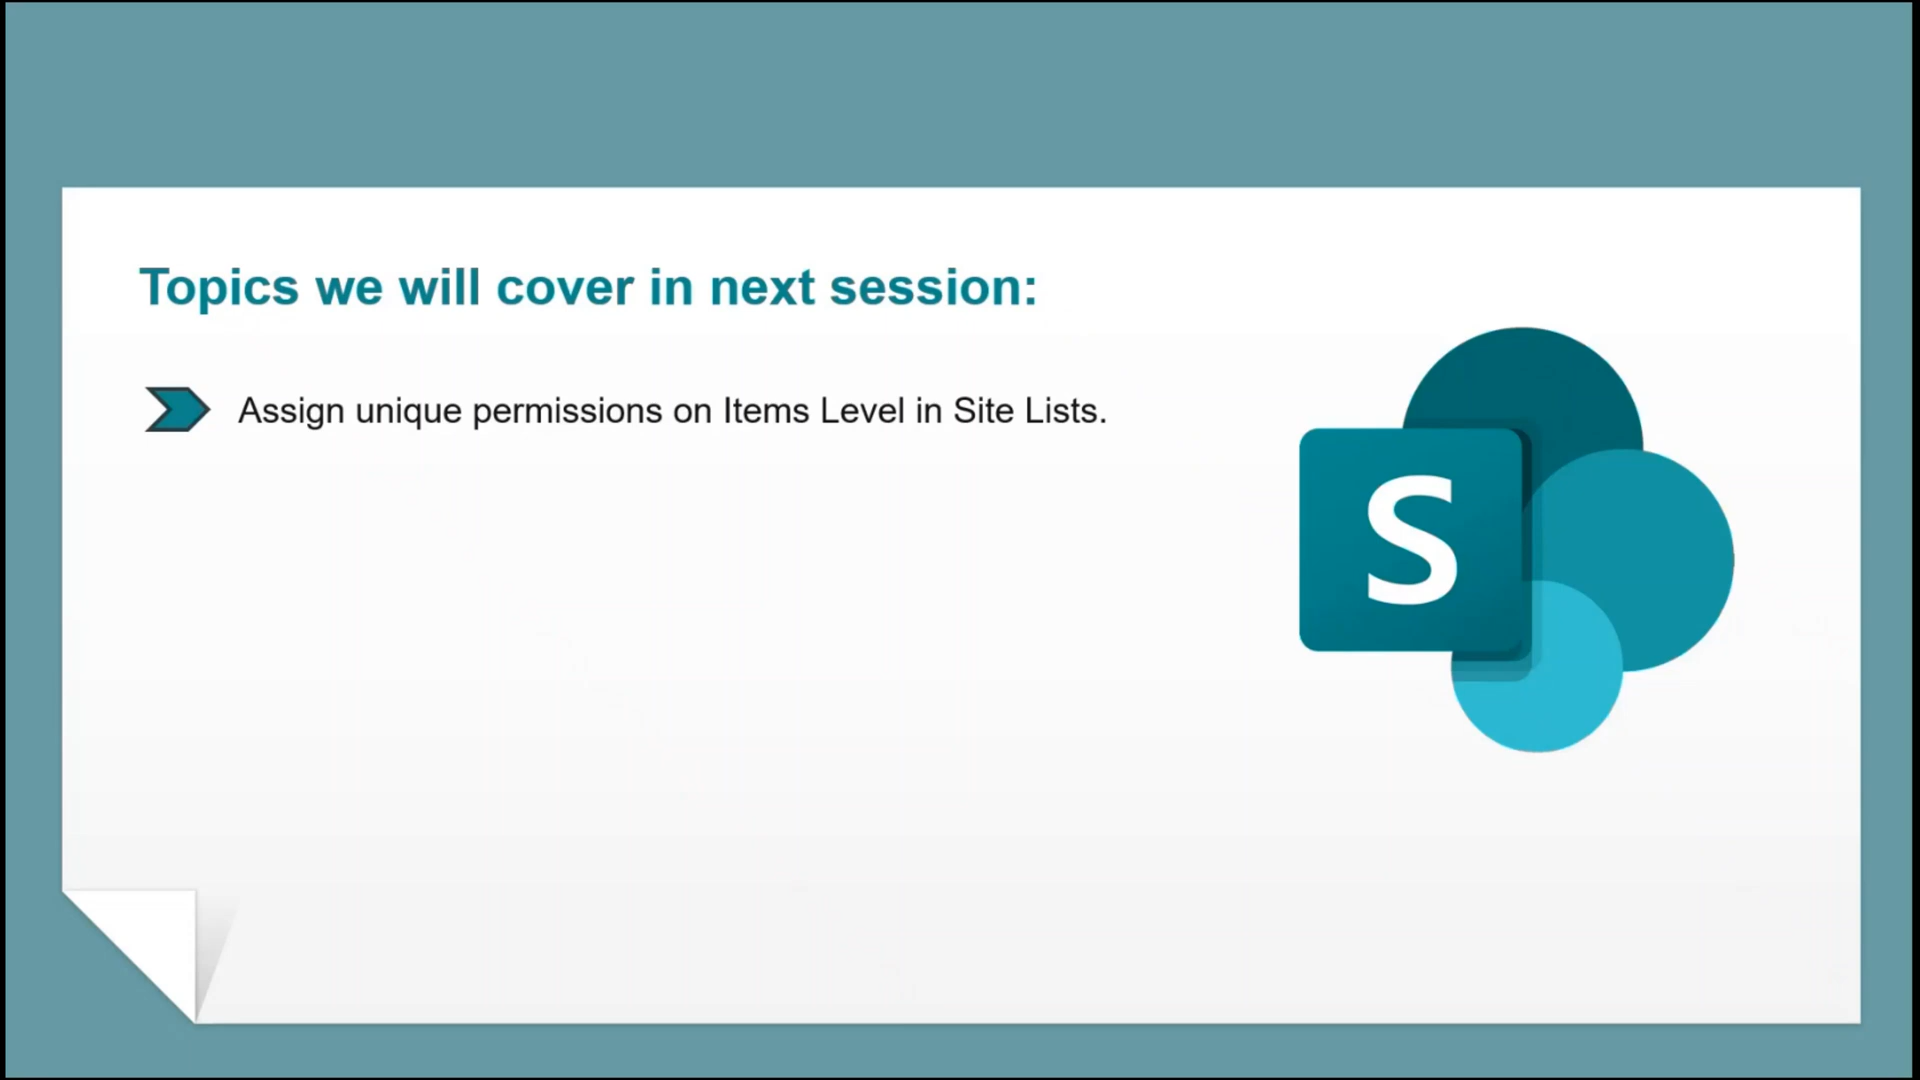 Topics we will cover in next session:
Assign unique permissions on Items Level in Site Lists.
S